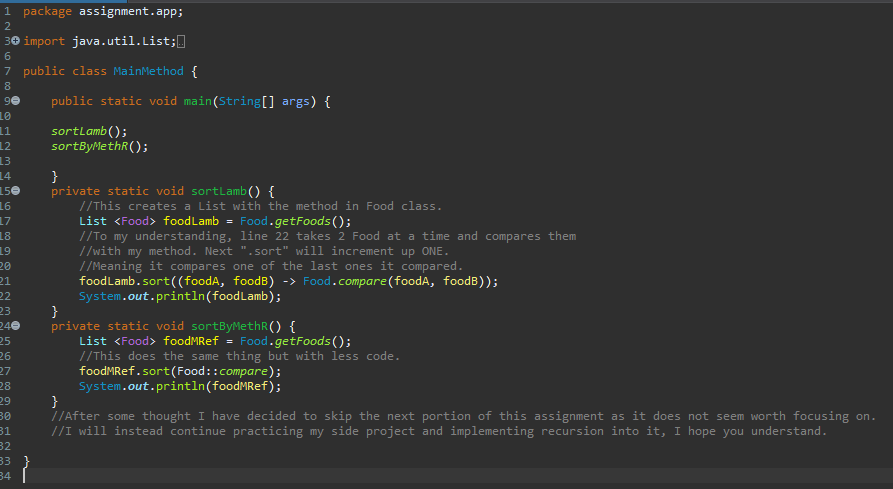 1 package assignment.app;
2
3 import java.util.List;
6
7 public class MainMethod {
8
9 public static void main(String[] args) {
10
11 sortLamb();
12 sortByMethR();
13
14 }
15 private static void sortLamb() {
16 //This creates a List with the method in Food class.
17 List <Food> foodLamb = Food.getFoods();
18 //To my understanding, line 22 takes 2 Food at a time and compares them
19 //with my method. Next ".sort" will increment up ONE.
20 //Meaning it compares one of the last ones it compared.
21 foodLamb.sort((foodA, foodB) -> Food.compare(foodA, foodB));
22 System.out.println(foodLamb);
23 }
24 private static void sortByMethR() {
25 List <Food> foodMRef = Food.getFoods();
26 //This does the same thing but with less code.
27 foodMRef.sort(Food::compare);
28 System.out.println(foodMRef);
29 }
30 //After some thought I have decided to skip the next portion of this assignment as it does not seem worth focusing on.
31 //I will instead continue practicing my side project and implementing recursion into it, I hope you understand.
32
33 }
34